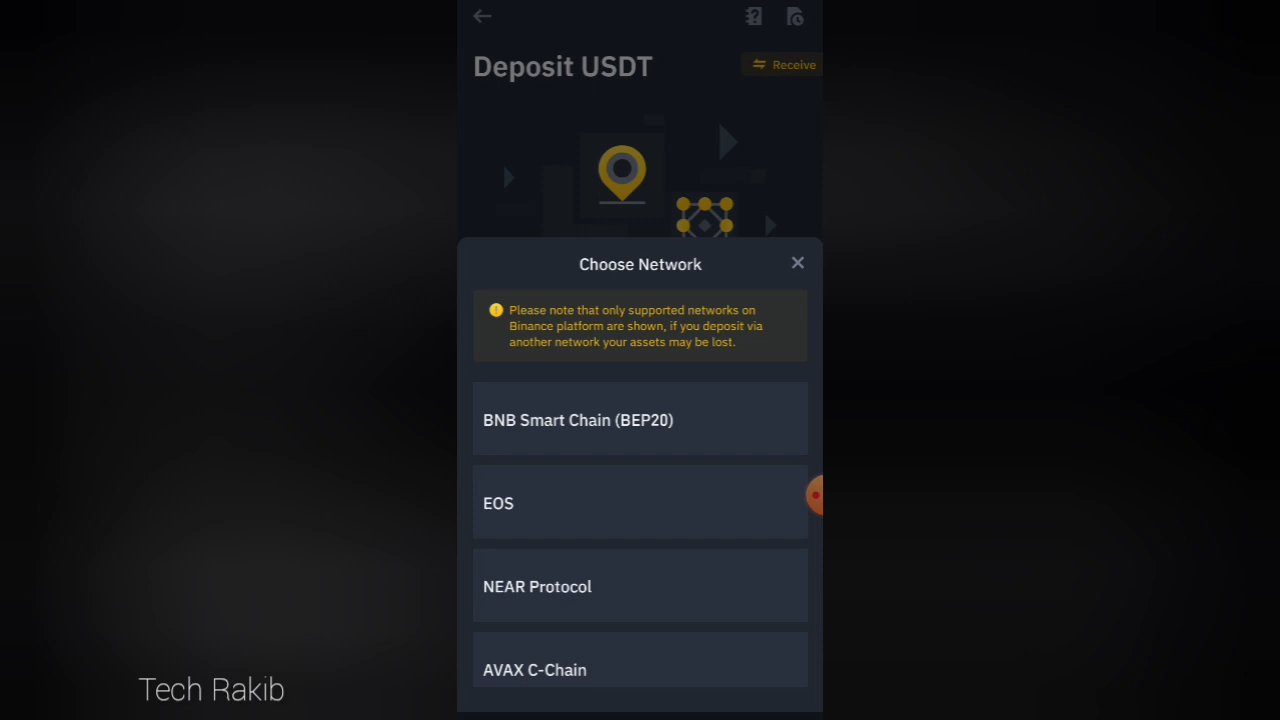 Deposit USDT
Receive
Choose Network
Please note that only supported networks on
Binance platform are shown, if you deposit via
another network your assets may be lost.
BNB Smart Chain (BEP20)
EOS
NEAR Protocol
AVAX C-Chain
Tech Rakib